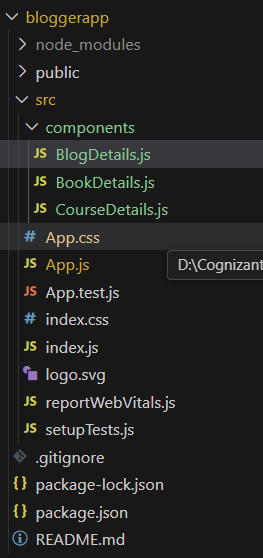 bloggerapp
node_modules
public
src
components
JS BlogDetails.js
JS BookDetails.js
JS CourseDetails.js
# App.css
JS App.js
D:\Cognizant
JS App.test.js
# index.css
JS index.js
logo.svg
JS reportWebVitals.js
JS setupTests.js
.gitignore
{} package-lock.json
{} package.json
README.md